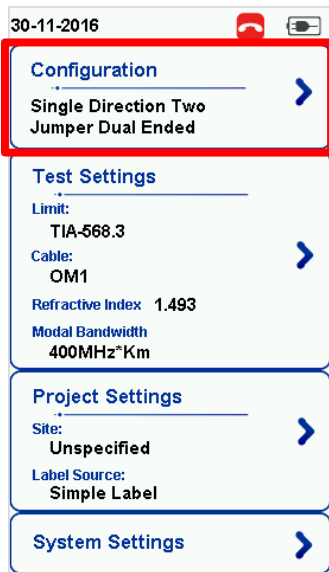 30-11-2016
Configuration
Single Direction Two
Jumper Dual Ended
Test Settings
Limit:
TIA-568.3
Cable:
OM1
Refractive Index 1.493
Modal Bandwidth
400MHz*Km
Project Settings
Site:
Unspecified
Label Source:
Simple Label
System Settings